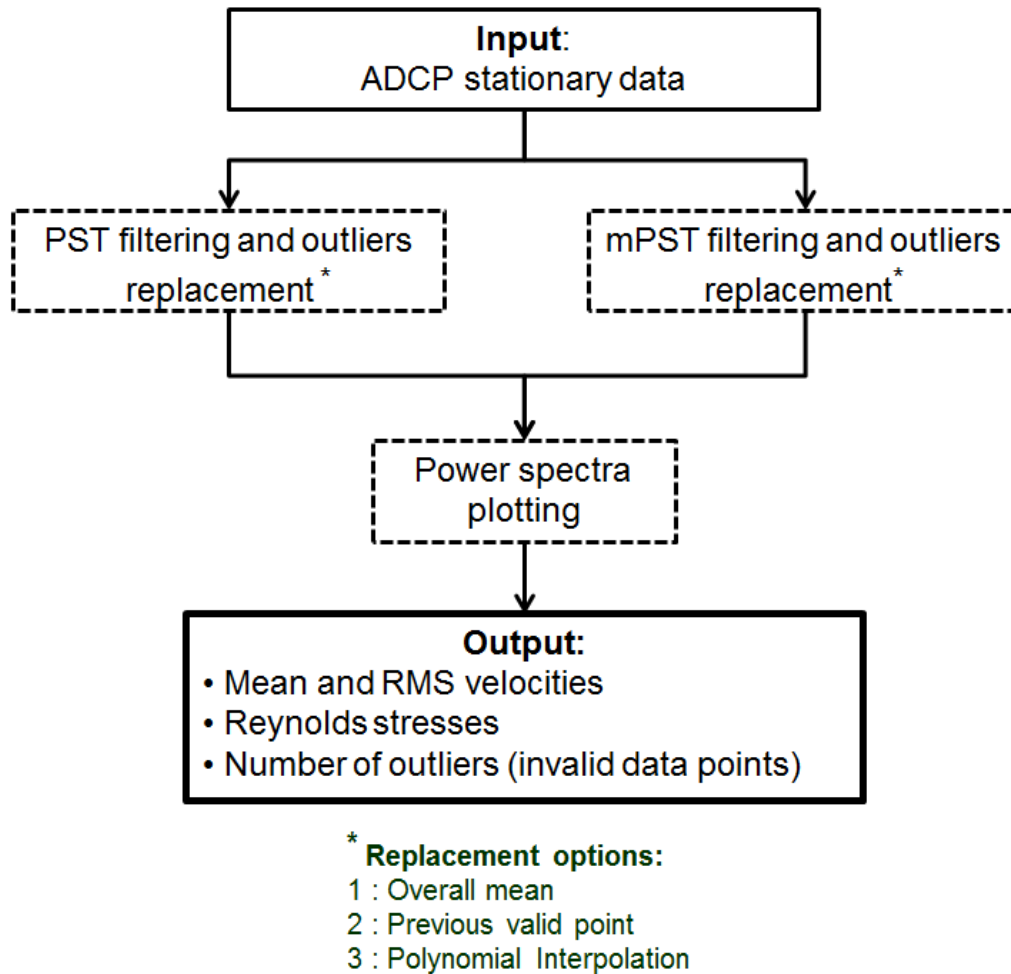 Input:
ADCP stationary data
PST filtering and outliers
replacement *
mPST filtering and outliers
replacement*
Power spectra
plotting
Output:
• Mean and RMS velocities
• Reynolds stresses
• Number of outliers (invalid data points)
* Replacement options:
1 : Overall mean
2 : Previous valid point
3 : Polynomial Interpolation